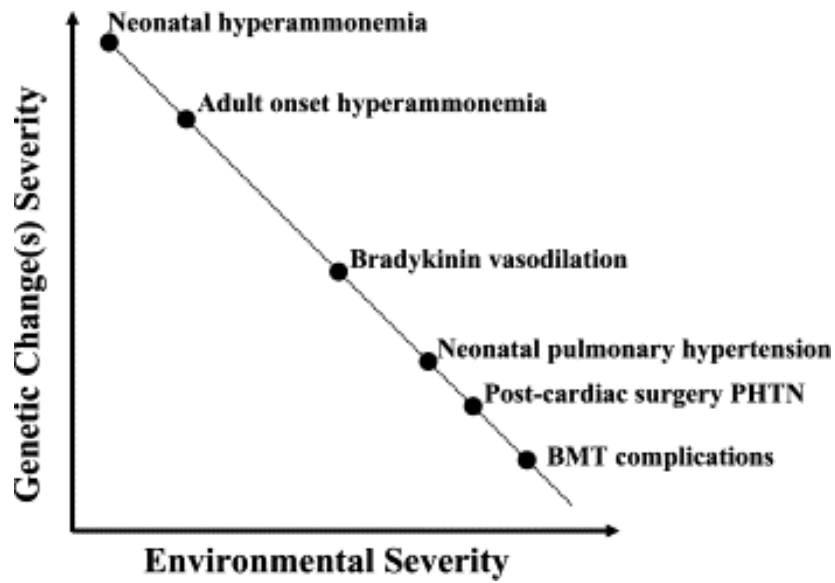 Neonatal hyperammonemia
Adult onset hyperammonemia
Bradykinin vasodilation
Neonatal pulmonary hypertension
Post-cardiac surgery PHTN
BMT complications
Genetic Change(s) Severity
Environmental Severity